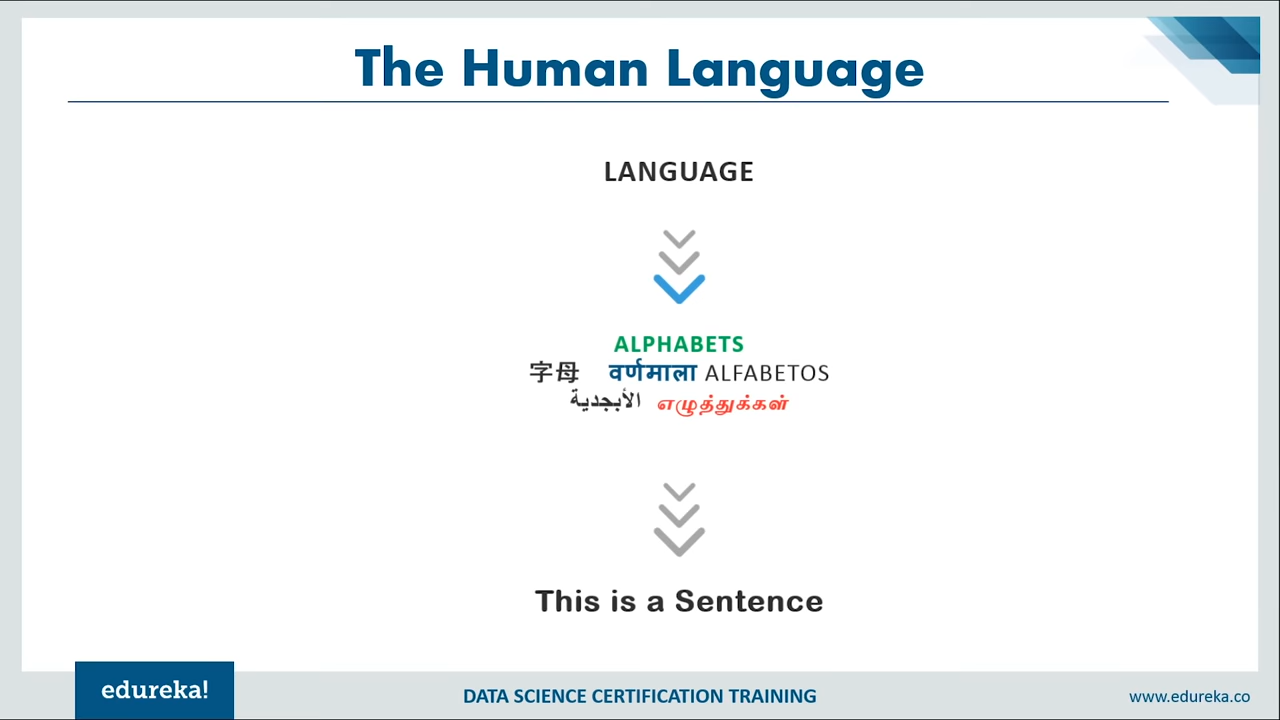 The Human Language
LANGUAGE
ALPHABETS
字母 वर्णमाला ALFABETOS
الأبجدية எழுத்துக்கள்
This is a Sentence
edureka!
DATA SCIENCE CERTIFICATION TRAINING
www.edureka.co